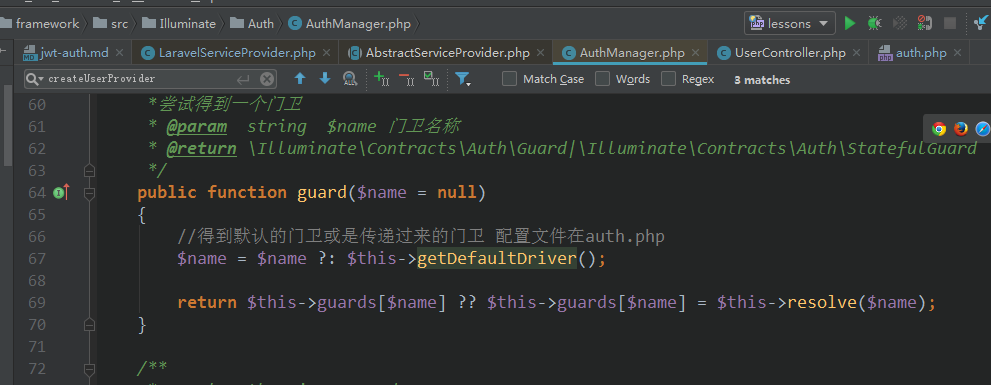 framework > src > Illuminate > Auth > AuthManager.php
lessons
jwt-auth.md × LaravelServiceProvider.php × AbstractServiceProvider.php × AuthManager.php × UserController.php × auth.php ×
createUserProvider Match Case Words Regex 3 matches
60 *尝试得到一个门卫
61 * @param string $name 门卫名称
62 * @return \Illuminate\Contracts\Auth\Guard|\Illuminate\Contracts\Auth\StatefulGuard
63 */
64 public function guard($name = null)
65 {
66 //得到默认的门卫或是传递过来的门卫 配置文件在auth.php
67 $name = $name ?: $this->getDefaultDriver();
68
69 return $this->guards[$name] ?? $this->guards[$name] = $this->resolve($name);
70 }
71
72 /**